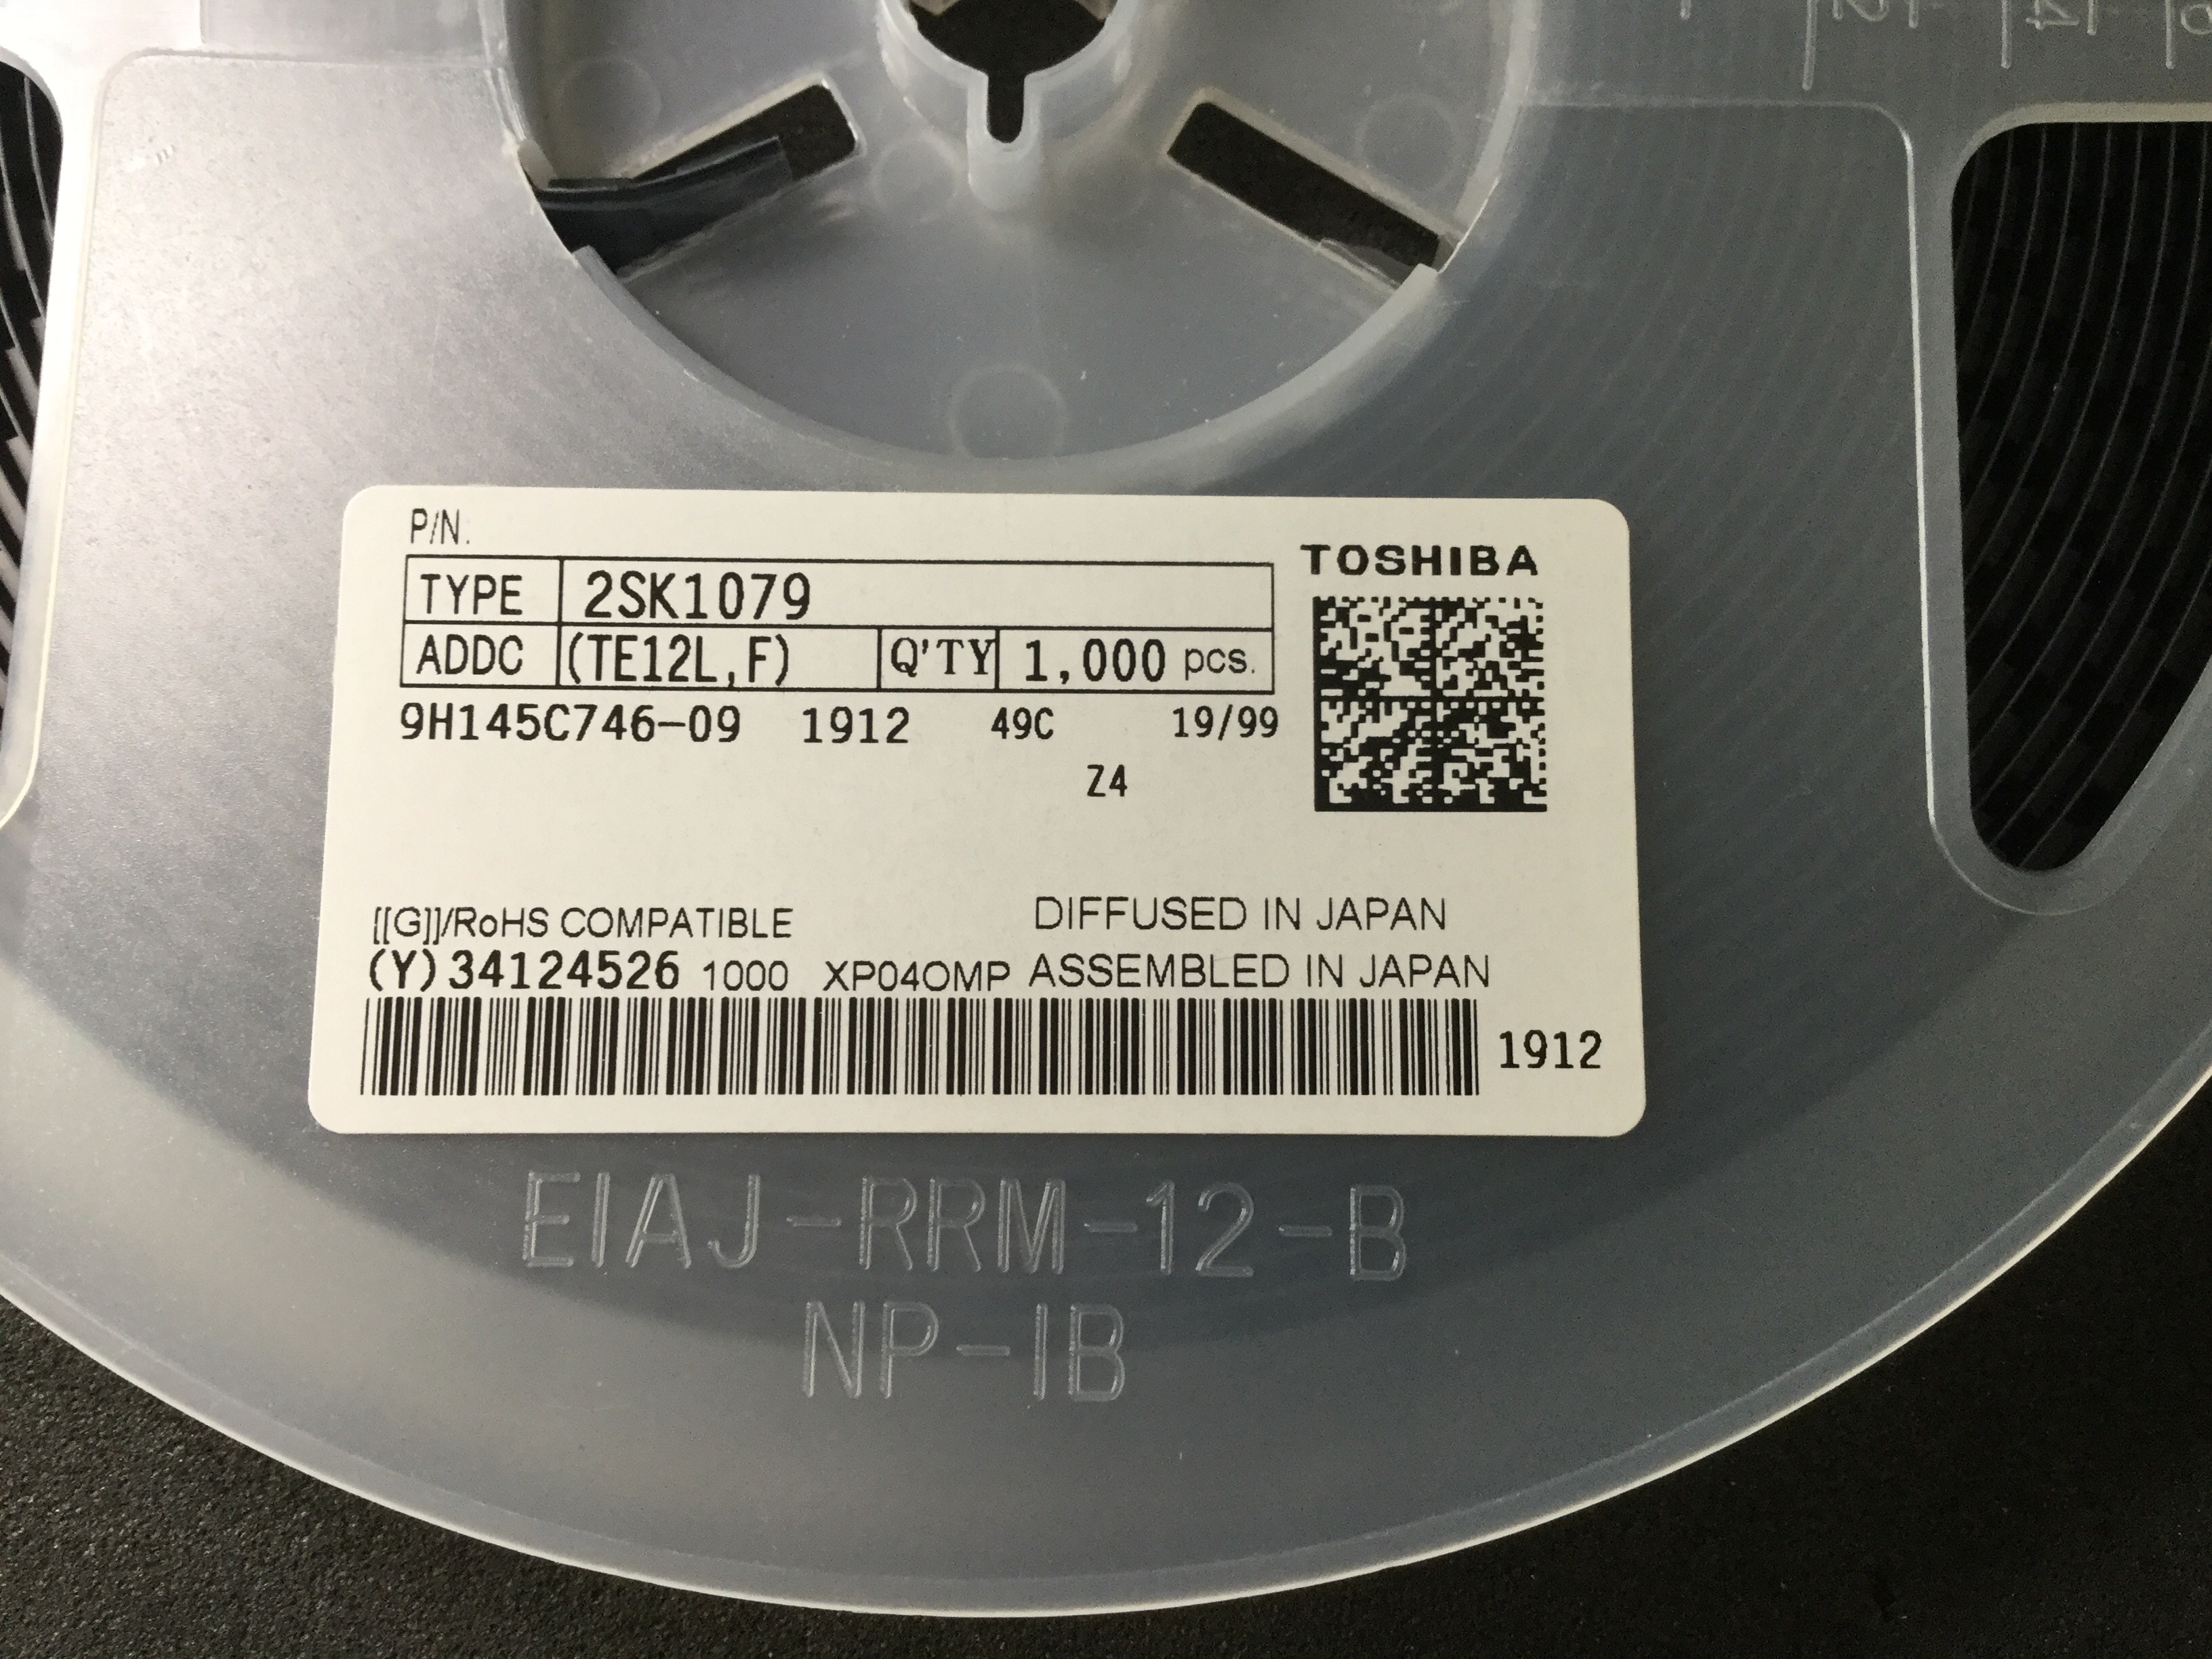 P/N.
TOSHIBA
TYPE 2SK1079
ADDC (TE12L,F) Q'TY 1,000 pcs.
9H145C746-09 1912 49C 19/99
Z4
[[G]]/RoHS COMPATIBLE DIFFUSED IN JAPAN
(Y)34124526 1000 XP04OMP ASSEMBLED IN JAPAN
1912
EIAJ-RRM-12-B
NP-IB